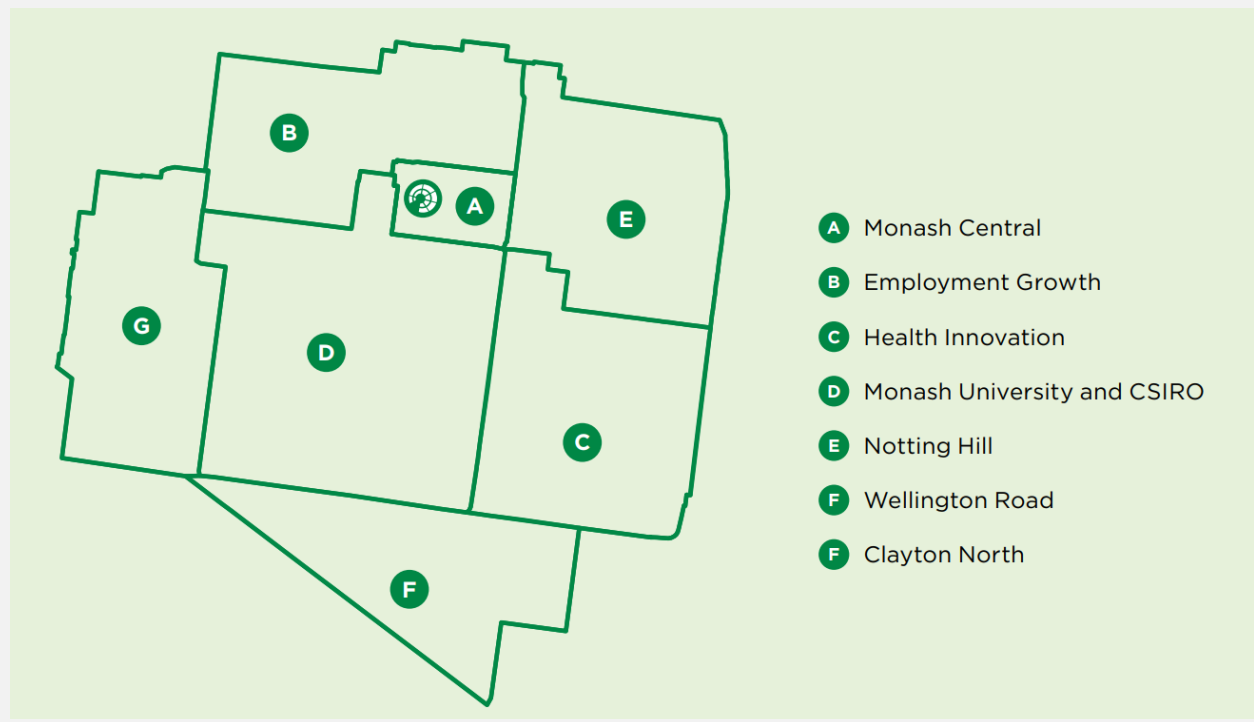 B
A
E
G
D
C
F
A Monash Central
B Employment Growth
C Health Innovation
D Monash University and CSIRO
E Notting Hill
F Wellington Road
F Clayton North